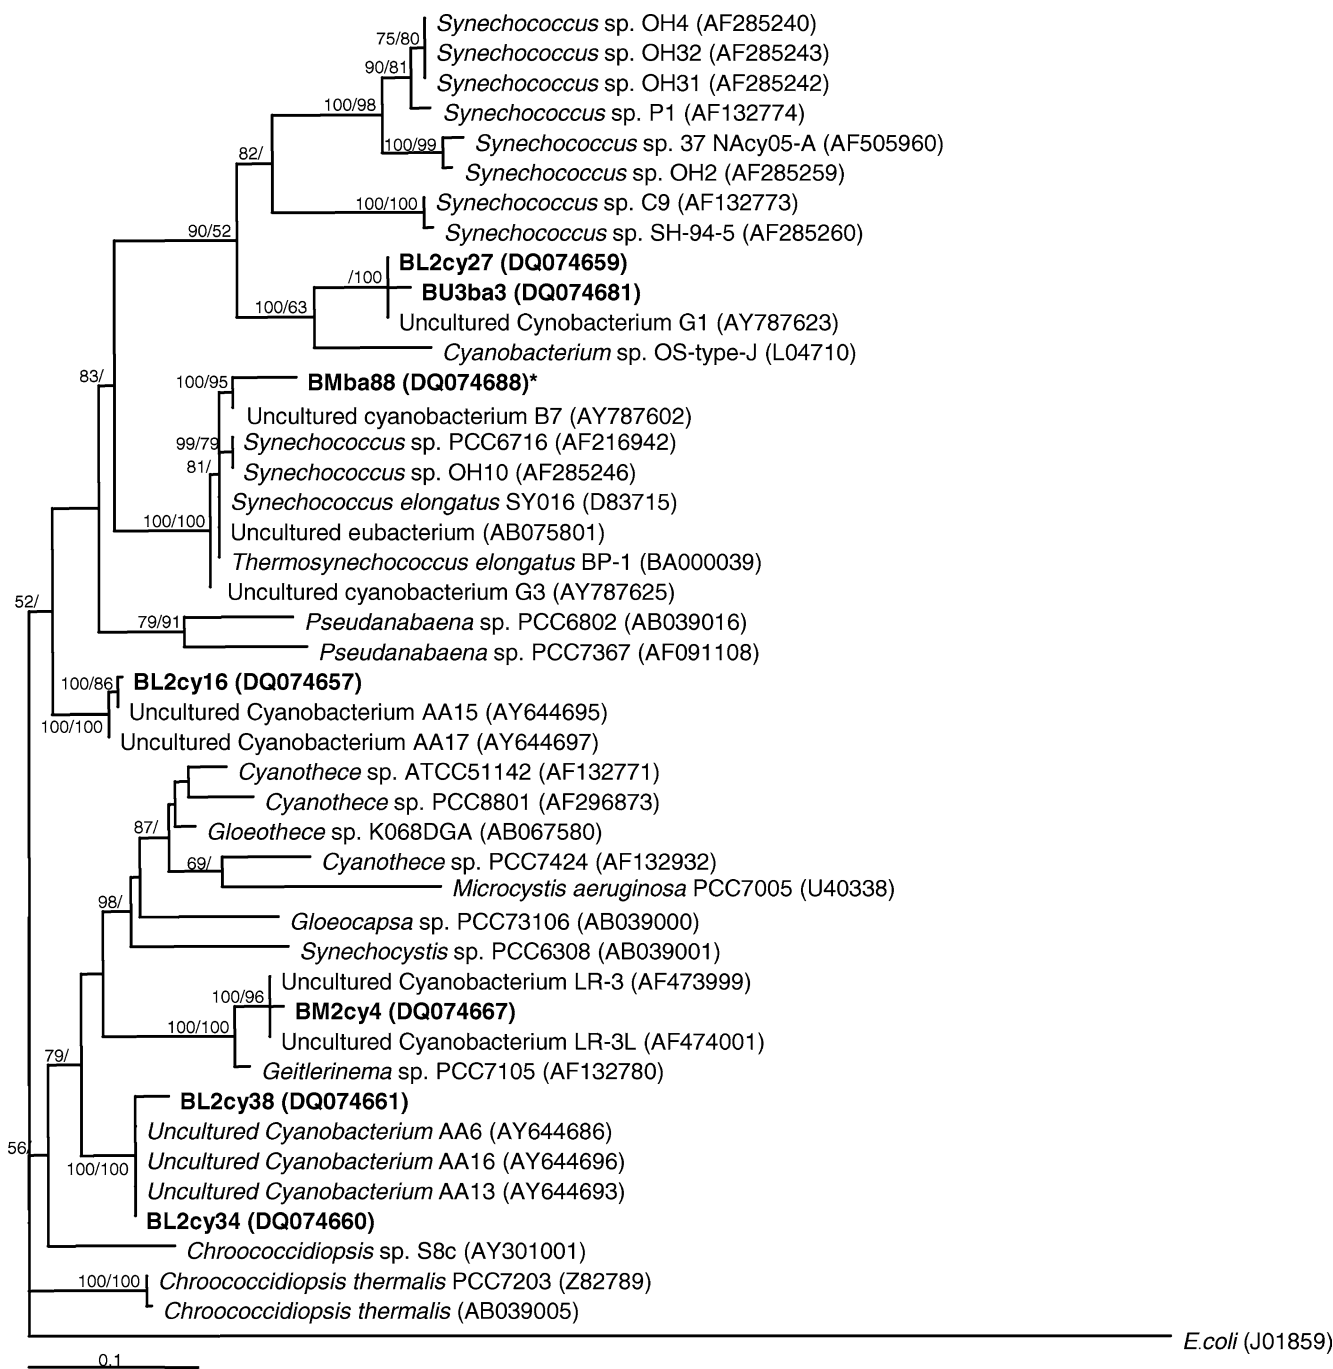 Synechococcus sp. OH4 (AF285240)
75/80
Synechococcus sp. OH32 (AF285243)
90/81
Synechococcus sp. OH31 (AF285242)
100/98
Synechococcus sp. P1 (AF132774)
100/99
Synechococcus sp. 37 NAcy05-A (AF505960)
82/
Synechococcus sp. OH2 (AF285259)
100/100
Synechococcus sp. C9 (AF132773)
90/52
Synechococcus sp. SH-94-5 (AF285260)
BL2cy27 (DQ074659)
/100
BU3ba3 (DQ074681)
100/63
Uncultured Cynobacterium G1 (AY787623)
Cyanobacterium sp. OS-type-J (L04710)
83/
100/95
BMba88 (DQ074688)*
Uncultured cyanobacterium B7 (AY787602)
99/79
Synechococcus sp. PCC6716 (AF216942)
81/
Synechococcus sp. OH10 (AF285246)
Synechococcus elongatus SY016 (D83715)
100/100
Uncultured eubacterium (AB075801)
Thermosynechococcus elongatus BP-1 (BA000039)
Uncultured cyanobacterium G3 (AY787625)
52/
79/91
Pseudanabaena sp. PCC6802 (AB039016)
Pseudanabaena sp. PCC7367 (AF091108)
100/86
BL2cy16 (DQ074657)
Uncultured Cyanobacterium AA15 (AY644695)
100/100
Uncultured Cyanobacterium AA17 (AY644697)
Cyanothece sp. ATCC51142 (AF132771)
Cyanothece sp. PCC8801 (AF296873)
87/
Gloeothece sp. K068DGA (AB067580)
69/
Cyanothece sp. PCC7424 (AF132932)
Microcystis aeruginosa PCC7005 (U40338)
98/
Gloeocapsa sp. PCC73106 (AB039000)
Synechocystis sp. PCC6308 (AB039001)
Uncultured Cyanobacterium LR-3 (AF473999)
100/96
BM2cy4 (DQ074667)
100/100
Uncultured Cyanobacterium LR-3L (AF474001)
79/
Geitlerinema sp. PCC7105 (AF132780)
BL2cy38 (DQ074661)
Uncultured Cyanobacterium AA6 (AY644686)
56/
100/100
Uncultured Cyanobacterium AA16 (AY644696)
Uncultured Cyanobacterium AA13 (AY644693)
BL2cy34 (DQ074660)
Chroococcidiopsis sp. S8c (AY301001)
100/100
Chroococcidiopsis thermalis PCC7203 (Z82789)
Chroococcidiopsis thermalis (AB039005)
E.coli (J01859)
0.1